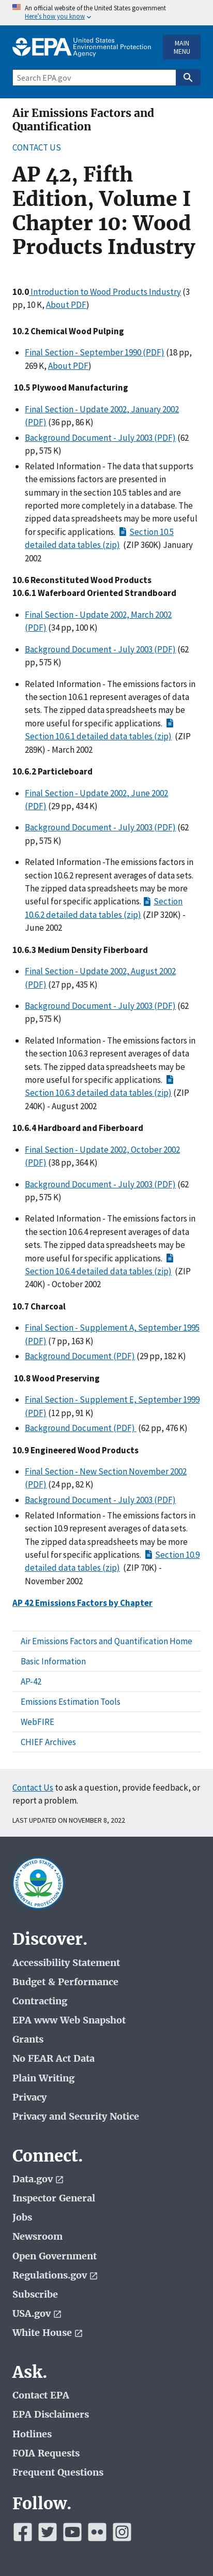 An official website of the United States government
Here's how you know
EPA United States Environmental Protection Agency
MAIN MENU
Search EPA.gov
Air Emissions Factors and
Quantification
CONTACT US
AP 42, Fifth
Edition, Volume I
Chapter 10: Wood
Products Industry
10.0 Introduction to Wood Products Industry (3
pp, 10 K, About PDF)
10.2 Chemical Wood Pulping
Final Section - September 1990 (PDF) (18 pp,
269 K, About PDF)
10.5 Plywood Manufacturing
Final Section - Update 2002, January 2002
(PDF) (36 pp, 86 K)
Background Document - July 2003 (PDF) (62
pp, 575 K)
Related Information - The data that supports
the emission factors are presented in
summary in the section 10.5 tables and are
reported completely in a database. The
zipped data spreadsheets may be more useful
for specific applications. Section 10.5
detailed data tables (zip) (ZIP 360K) January
2002
10.6 Reconstituted Wood Products
10.6.1 Waferboard Oriented Strandboard
Final Section - Update 2002, March 2002
(PDF) (34 pp, 100 K)
Background Document - July 2003 (PDF) (62
pp, 575 K)
Related Information - The emissions factors in
the section 10.6.1 represent averages of data
sets. The zipped data spreadsheets may be
more useful for specific applications.
Section 10.6.1 detailed data tables (zip) (ZIP
289K) - March 2002
10.6.2 Particleboard
Final Section - Update 2002, June 2002
(PDF) (29 pp, 434 K)
Background Document - July 2003 (PDF) (62
pp, 575 K)
Related Information -The emissions factors in
section 10.6.2 represent averages of data sets.
The zipped data spreadsheets may be more
useful for specific applications. Section
10.6.2 detailed data tables (zip) (ZIP 320K) -
June 2002
10.6.3 Medium Density Fiberboard
Final Section - Update 2002, August 2002
(PDF) (27 pp, 435 K)
Background Document - July 2003 (PDF) (62
pp, 575 K)
Related Information - The emissions factors in
the section 10.6.3 represent averages of data
sets. The zipped data spreadsheets may be
more useful for specific applications.
Section 10.6.3 detailed data tables (zip) (ZIP
206K) - August 2002
10.6.4 Hardboard and Fiberboard
Final Section - Update 2002, October 2002
(PDF) (38 pp, 364 K)
Background Document - July 2003 (PDF) (62
pp, 575 K)
Related Information - The emissions factors in
the section 10.6.4 represent averages of data
sets. The zipped data spreadsheets may be
more useful for specific applications.
Section 10.6.4 detailed data tables (zip) (ZIP
240K) - October 2002
10.7 Charcoal
Final Section - Supplement A, September 1995
(PDF) (7 pp, 163 K)
Background Document (PDF) (29 pp, 182 K)
10.8 Wood Preserving
Final Section - Supplement E, September 1999
(PDF) (12 pp, 91 K)
Background Document (PDF) (62 pp, 476 K)
10.9 Engineered Wood Products
Final Section - New Section November 2002
(PDF) (24 pp, 82 K)
Background Document - July 2003 (PDF)
Related Information - The emissions factors in
section 10.9 represent averages of data sets.
The zipped data spreadsheets may be more
useful for specific applications. Section 10.9
detailed data tables (zip) (ZIP 70K) -
November 2002
AP 42 Emissions Factors by Chapter
Air Emissions Factors and Quantification Home
Basic Information
AP-42
Emissions Estimation Tools
WebFIRE
CHIEF Archives
Contact Us to ask a question, provide feedback, or
report a problem.
LAST UPDATED ON NOVEMBER 8, 2022
Discover.
Accessibility Statement
Budget & Performance
Contracting
EPA www Web Snapshot
Grants
No FEAR Act Data
Plain Writing
Privacy
Privacy and Security Notice
Connect.
Data.gov
Inspector General
Jobs
Newsroom
Open Government
Regulations.gov
Subscribe
USA.gov
White House
Ask.
Contact EPA
EPA Disclaimers
Hotlines
FOIA Requests
Frequent Questions
Follow.